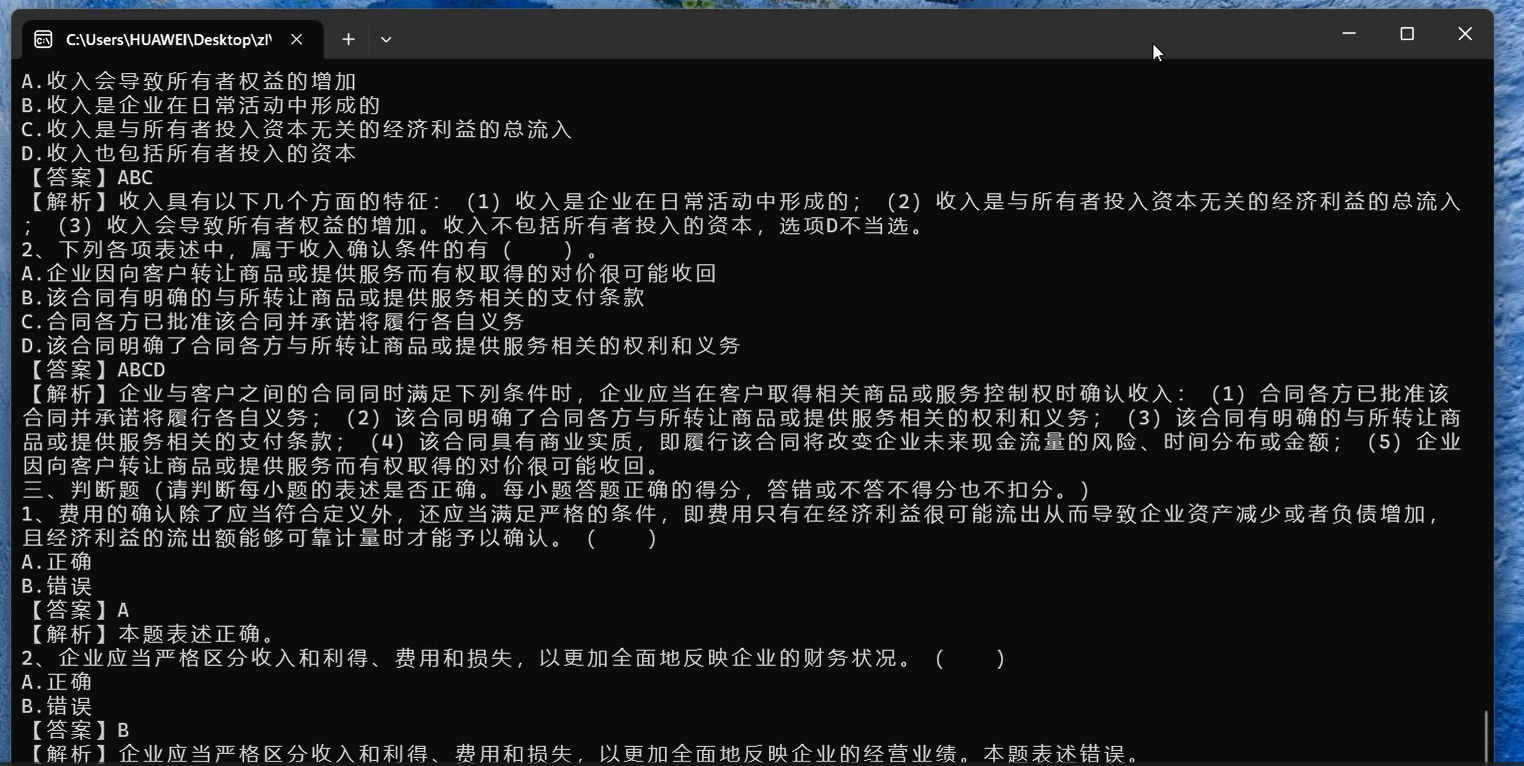 C:\Users\HUAWEI\Desktop\zl\
A.收入会导致所有者权益的增加
B.收入是企业在日常活动中形成的
C.收入是与所有者投入资本无关的经济利益的总流入
D.收入也包括所有者投入的资本
【答案】ABC
【解析】收入具有以下几个方面的特征：（1）收入是企业在日常活动中形成的；（2）收入是与所有者投入资本无关的经济利益的总流入
；（3）收入会导致所有者权益的增加。收入不包括所有者投入的资本，选项D不当选。
2、下列各项表述中，属于收入确认条件的有（　　）。
A.企业因向客户转让商品或提供服务而有权取得的对价很可能收回
B.该合同有明确的与所转让商品或提供服务相关的支付条款
C.合同各方已批准该合同并承诺将履行各自义务
D.该合同明确了合同各方与所转让商品或提供服务相关的权利和义务
【答案】ABCD
【解析】企业与客户之间的合同同时满足下列条件时，企业应当在客户取得相关商品或服务控制权时确认收入：（1）合同各方已批准该
合同并承诺将履行各自义务；（2）该合同明确了合同各方与所转让商品或提供服务相关的权利和义务；（3）该合同有明确的与所转让商
品或提供服务相关的支付条款；（4）该合同具有商业实质，即履行该合同将改变企业未来现金流量的风险、时间分布或金额；（5）企业
因向客户转让商品或提供服务而有权取得的对价很可能收回。
三、判断题（请判断每小题的表述是否正确。每小题答题正确的得分，答错或不答不得分也不扣分。)
1、费用的确认除了应当符合定义外，还应当满足严格的条件，即费用只有在经济利益很可能流出从而导致企业资产减少或者负债增加，
且经济利益的流出额能够可靠计量时才能予以确认。（　　）
A.正确
B.错误
【答案】A
【解析】本题表述正确。
2、企业应当严格区分收入和利得、费用和损失，以更加全面地反映企业的财务状况。（　　）
A.正确
B.错误
【答案】B
【解析】企业应当严格区分收入和利得、费用和损失，以更加全面地反映企业的经营业绩。本题表述错误。